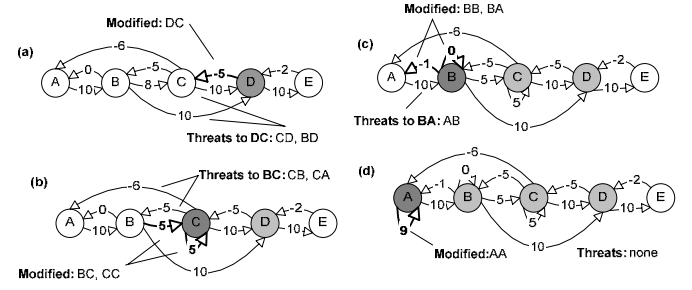 Modified: DC
(a)
-6
A
0
10
B
-5
8
C
-5
10
D
-2
10
E
10
Threats to DC: CD, BD
(b)
Threats to BC: CB, CA
-6
A
0
10
B
-5
5
C
-5
10
D
-2
10
E
5
10
Modified: BC, CC
Modified: BB, BA
(c)
-6
0
A
-1
10
B
-5
5
C
-5
10
D
-2
10
E
5
10
Threats to BA: AB
(d)
-6
0
A
-1
10
B
-5
5
C
-5
10
D
-2
10
E
5
9
10
Modified:AA
Threats: none